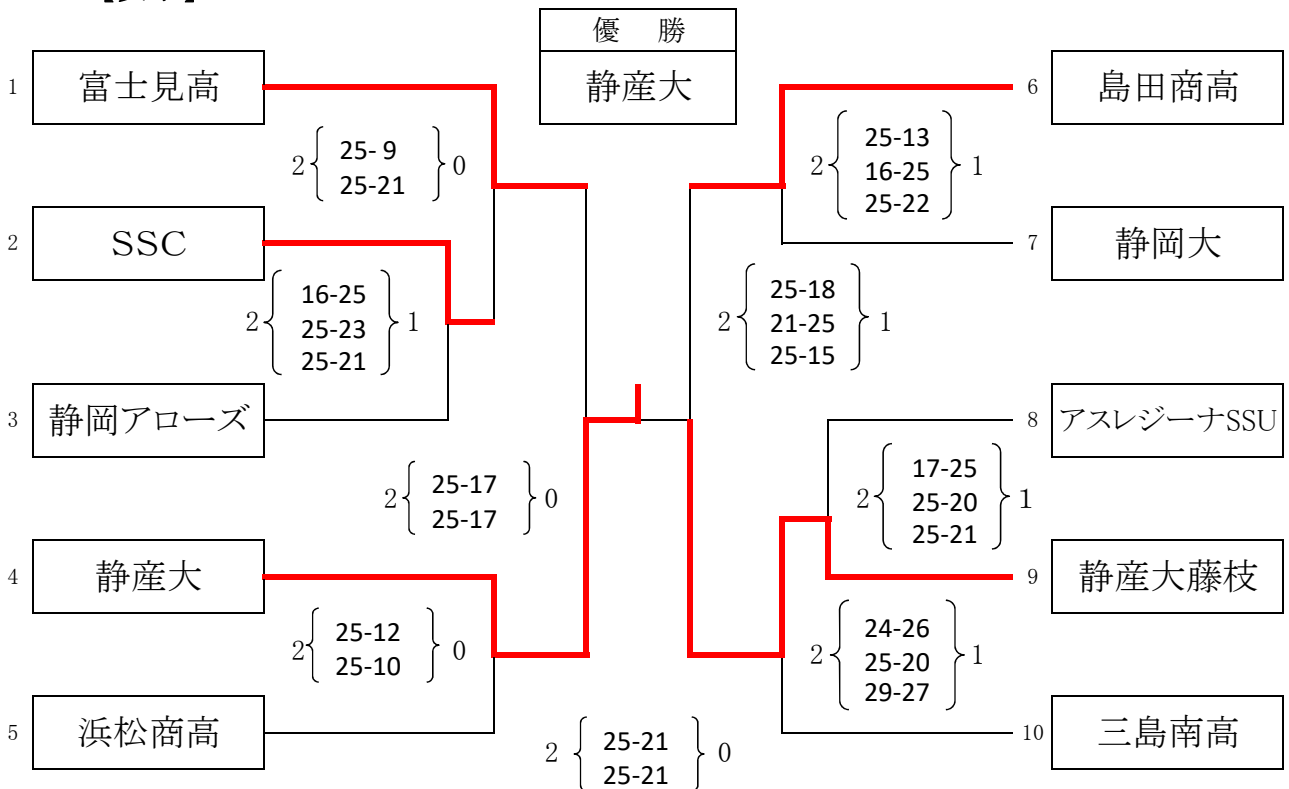 優　勝
静産大
1 富士見高
2 { 25- 9 } 0
25-21
2 SSC
2 { 16-25 } 1
25-23
25-21
3 静岡アローズ
2 { 25-17 } 0
25-17
4 静産大
2 { 25-12 } 0
25-10
5 浜松商高
2 { 25-21 } 0
25-21
6 島田商高
2 { 25-13 } 1
16-25
25-22
7 静岡大
2 { 25-18 } 1
21-25
25-15
8 アスレジーナSSU
2 { 17-25 } 1
25-20
25-21
9 静産大藤枝
2 { 24-26 } 1
25-20
29-27
10 三島南高